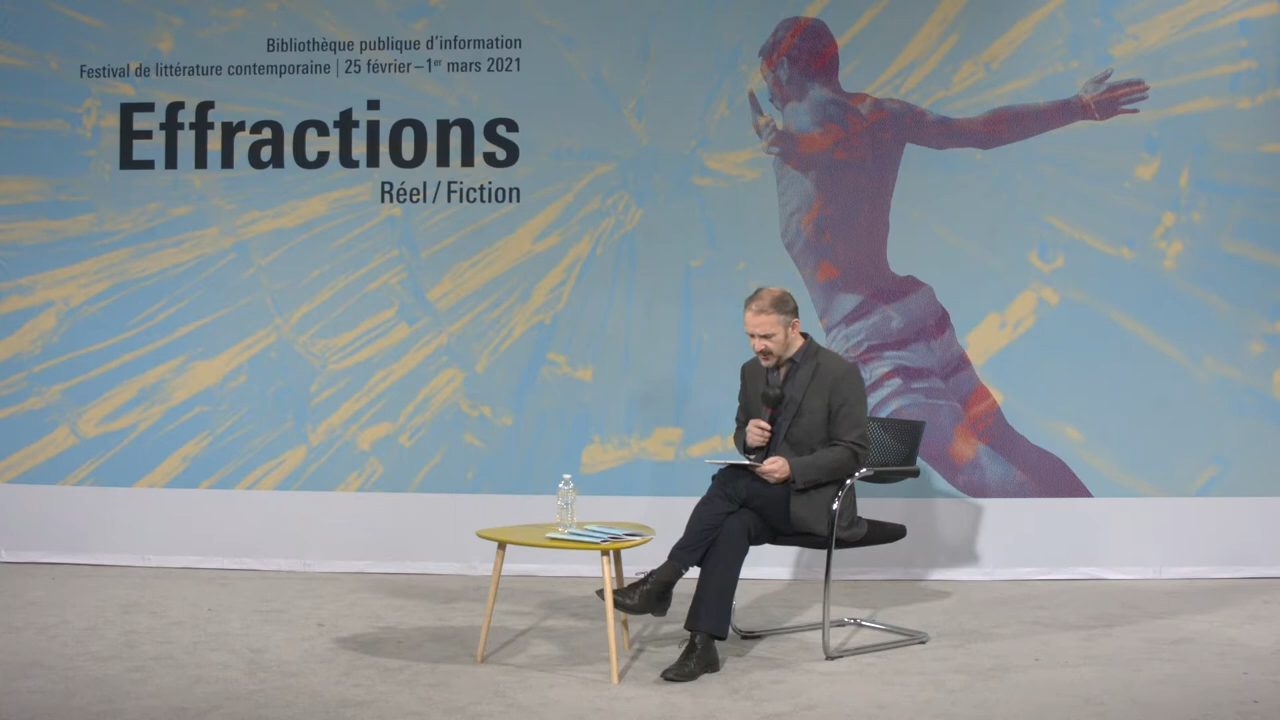 Bibliothèque publique d’information
Festival de littérature contemporaine | 25 février – 1er mars 2021
Effractions
Réel / Fiction